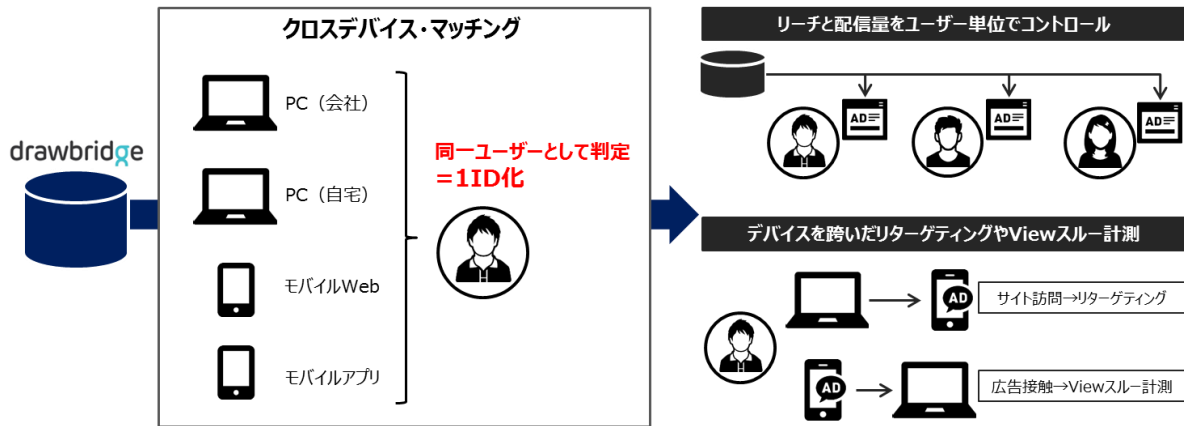 drawbridge
クロスデバイス・マッチング
PC（会社）
PC（自宅）
モバイルWeb
モバイルアプリ
同一ユーザーとして判定
=1ID化
リーチと配信量をユーザー単位でコントロール
AD
AD
AD
デバイスを跨いだリターゲティングやViewスルー計測
AD
サイト訪問→リターゲティング
AD
広告接触→Viewスルー計測